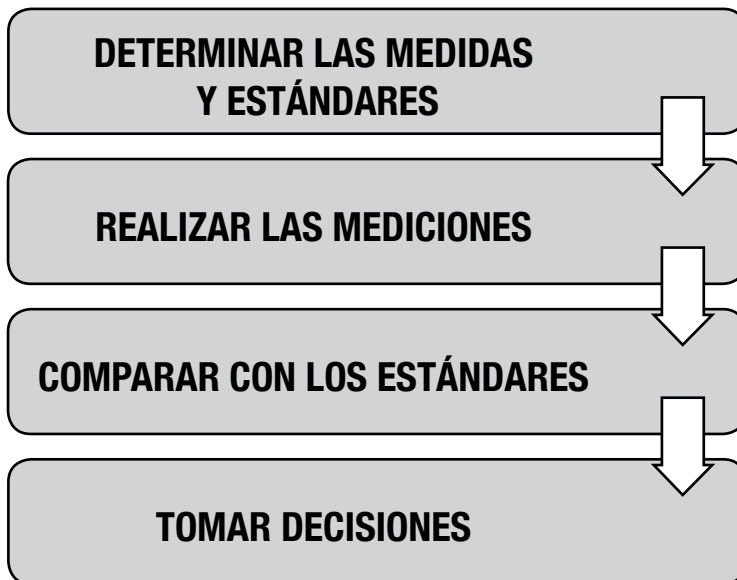 DETERMINAR LAS MEDIDAS
Y ESTÁNDARES
REALIZAR LAS MEDICIONES
COMPARAR CON LOS ESTÁNDARES
TOMAR DECISIONES